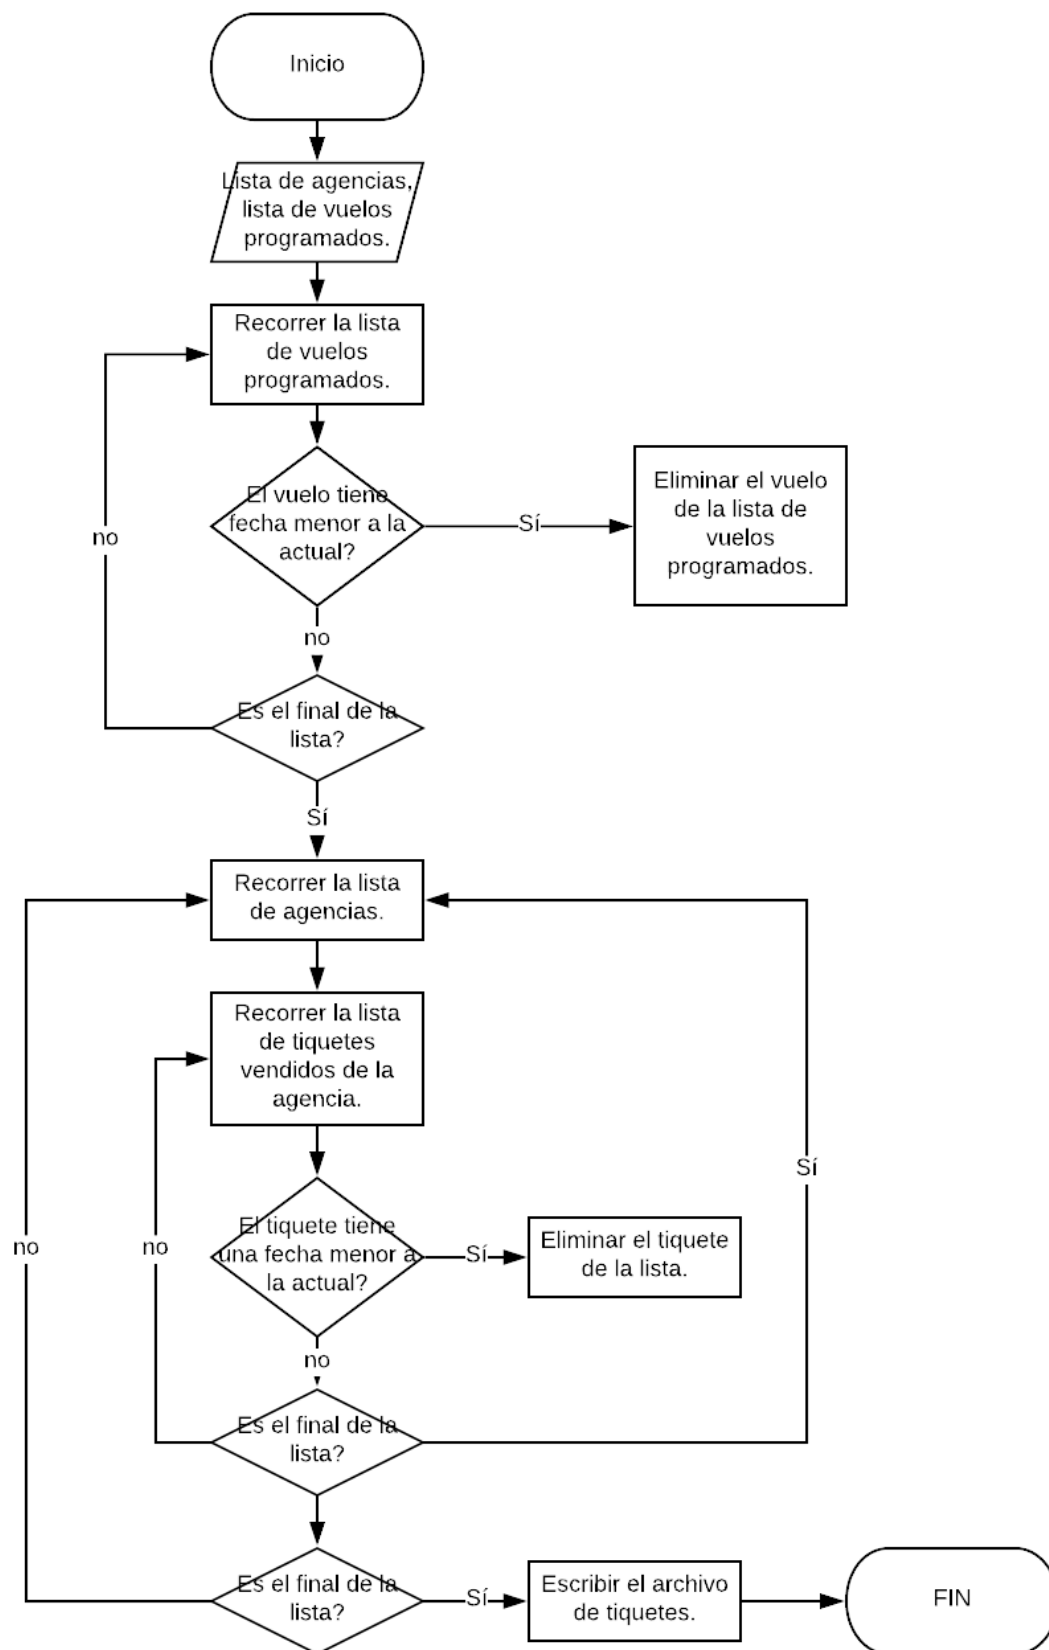 Inicio
Lista de agencias,
lista de vuelos
programados.
Recorrer la lista
de vuelos
programados.
El vuelo tiene
fecha menor a la
actual?
Sí
Eliminar el vuelo
de la lista de
vuelos
programados.
no
no
Es el final de la
lista?
Sí
Recorrer la lista
de agencias.
Recorrer la lista
de tiquetes
vendidos de la
agencia.
Sí
El tiquete tiene
una fecha menor a
la actual?
Sí
Eliminar el tiquete
de la lista.
no
no
no
Es el final de la
lista?
Es el final de la
lista?
Sí
Escribir el archivo
de tiquetes.
FIN